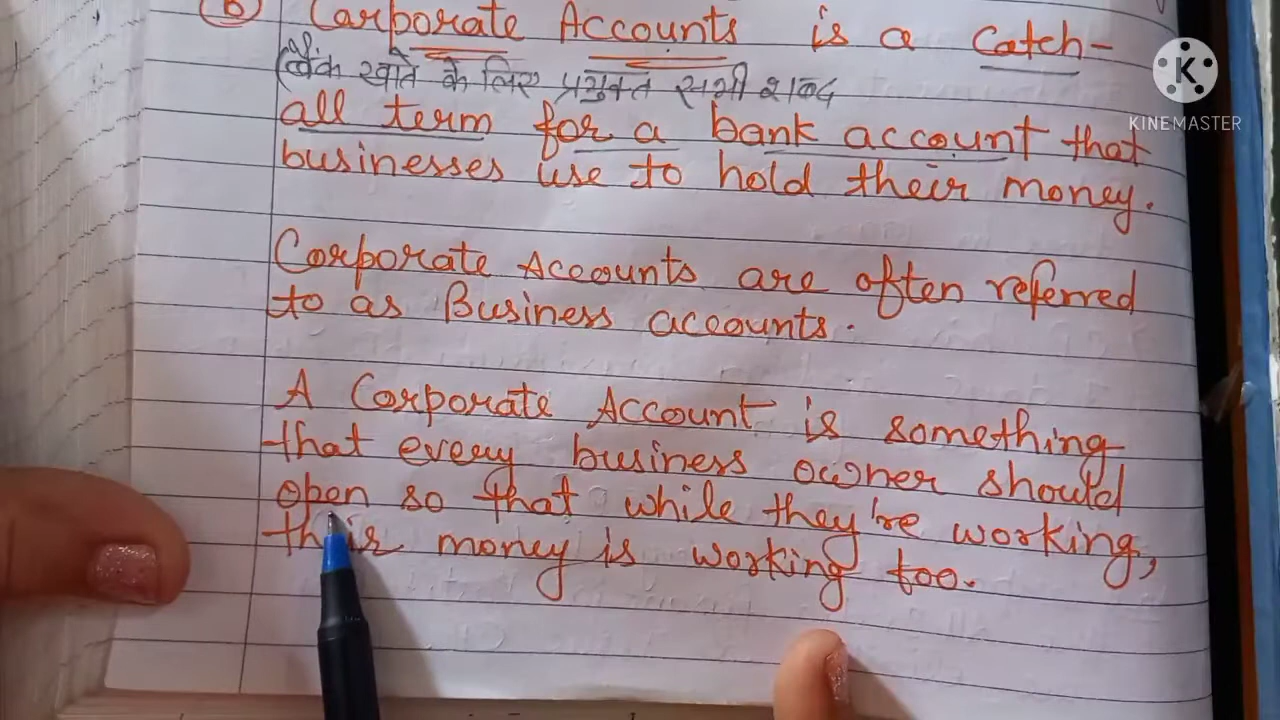 (b) Corporate Accounts is a Catch-
(बैंक खाते के लिए प्रयुक्त सभी शब्द
all term for a bank account that
businesses use to hold their money.
Corporate Accounts are often referred
to as Business accounts.
A Corporate Account is something
that every business owner should
open so that while they're working,
their money is working too.
K
KINEMASTER